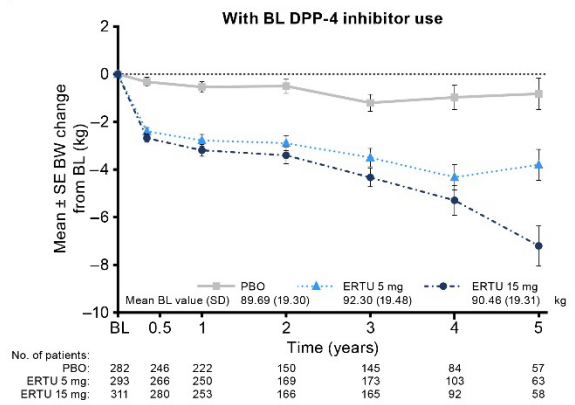 With BL DPP-4 inhibitor use
Mean ± SE BW change
from BL (kg)
2
0
−2
−4
−6
−8
−10
PBO ERTU 5 mg ERTU 15 mg
Mean BL value (SD) 89.69 (19.30) 92.30 (19.48) 90.46 (19.31) kg
BL 0.5 1 2 3 4 5
Time (years)
No. of patients:
PBO: 282 246 222 150 145 84 57
ERTU 5 mg: 293 266 250 169 173 103 63
ERTU 15 mg: 311 280 253 166 165 92 58